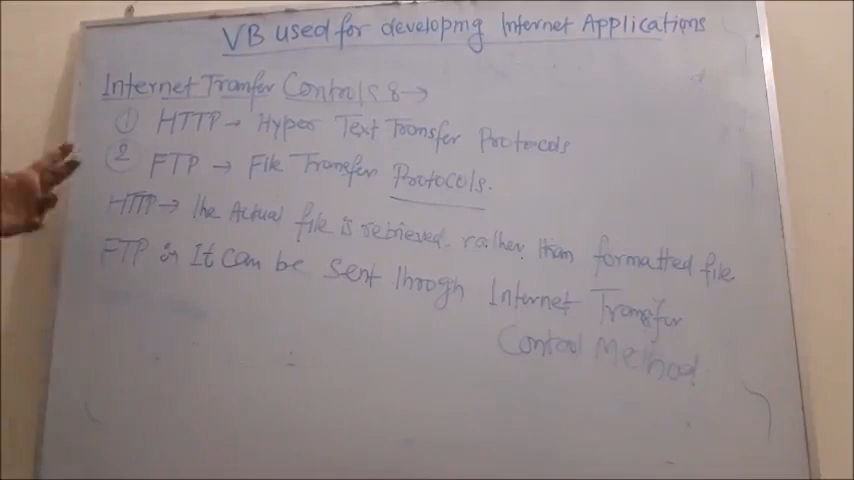 VB used for developing Internet Applications
Internet Tranfer Controls :→
① HTTP → Hyper Text Transfer Protocols
② FTP → File Transfer Protocols.
HTTP → The Actual file is retrieved rather than formatted file
FTP :→ It can be sent throgh Internet Transfer
Control Method